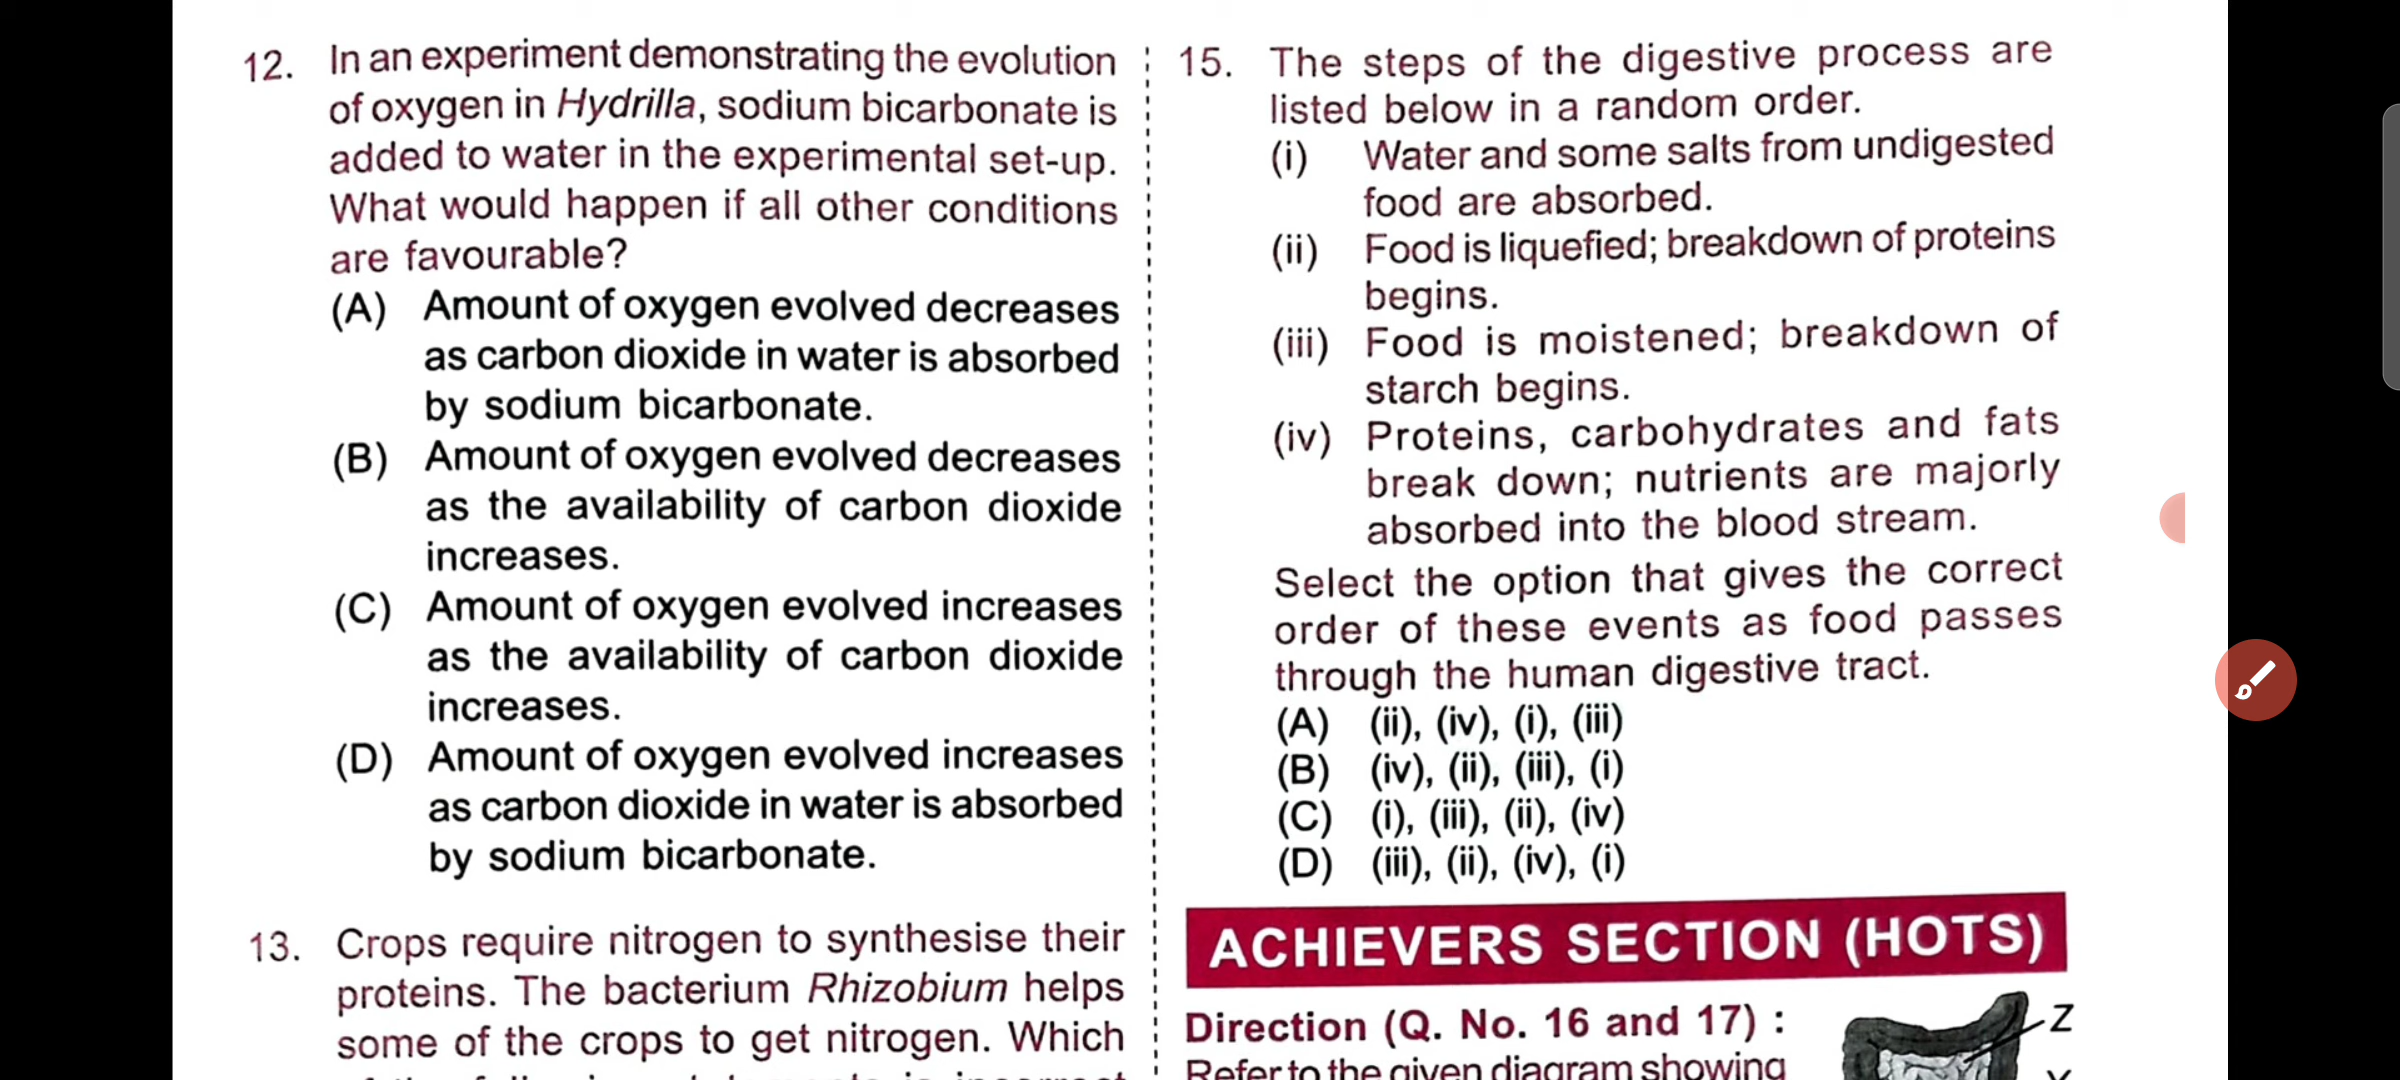 12. In an experiment demonstrating the evolution
of oxygen in Hydrilla, sodium bicarbonate is
added to water in the experimental set-up.
What would happen if all other conditions
are favourable?
(A) Amount of oxygen evolved decreases
as carbon dioxide in water is absorbed
by sodium bicarbonate.
(B) Amount of oxygen evolved decreases
as the availability of carbon dioxide
increases.
(C) Amount of oxygen evolved increases
as the availability of carbon dioxide
increases.
(D) Amount of oxygen evolved increases
as carbon dioxide in water is absorbed
by sodium bicarbonate.
13. Crops require nitrogen to synthesise their
proteins. The bacterium Rhizobium helps
some of the crops to get nitrogen. Which
15. The steps of the digestive process are
listed below in a random order.
(i) Water and some salts from undigested
food are absorbed.
(ii) Food is liquefied; breakdown of proteins
begins.
(iii) Food is moistened; breakdown of
starch begins.
(iv) Proteins, carbohydrates and fats
break down; nutrients are majorly
absorbed into the blood stream.
Select the option that gives the correct
order of these events as food passes
through the human digestive tract.
(A) (ii), (iv), (i), (iii)
(B) (iv), (ii), (iii), (i)
(C) (i), (iii), (ii), (iv)
(D) (iii), (ii), (iv), (i)
ACHIEVERS SECTION (HOTS)
Direction (Q. No. 16 and 17) :
Refer to the given diagram showing
Z